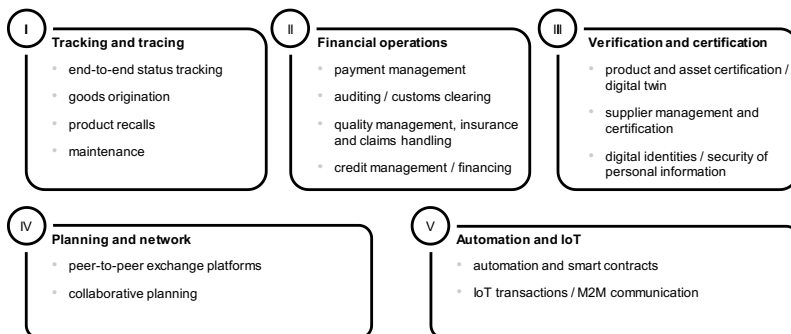 I
Tracking and tracing
end-to-end status tracking
goods origination
product recalls
maintenance
II
Financial operations
payment management
auditing / customs clearing
quality management, insurance
and claims handling
credit management / financing
III
Verification and certification
product and asset certification /
digital twin
supplier management and
certification
digital identities / security of
personal information
IV
Planning and network
peer-to-peer exchange platforms
collaborative planning
V
Automation and IoT
automation and smart contracts
IoT transactions / M2M communication